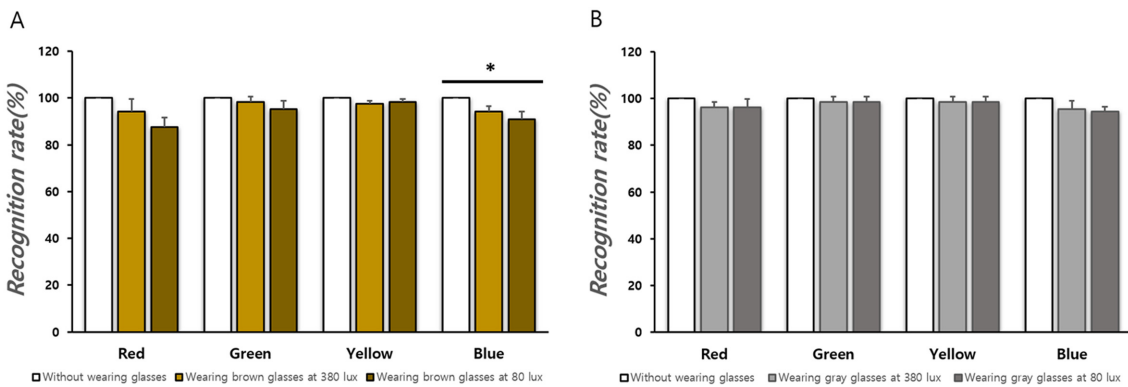 A
Recognition rate(%)
120
100
80
60
40
20
0
*
Red Green Yellow Blue
Without wearing glasses Wearing brown glasses at 380 lux Wearing brown glasses at 80 lux
B
Recognition rate(%)
120
100
80
60
40
20
0
Red Green Yellow Blue
Without wearing glasses Wearing gray glasses at 380 lux Wearing gray glasses at 80 lux